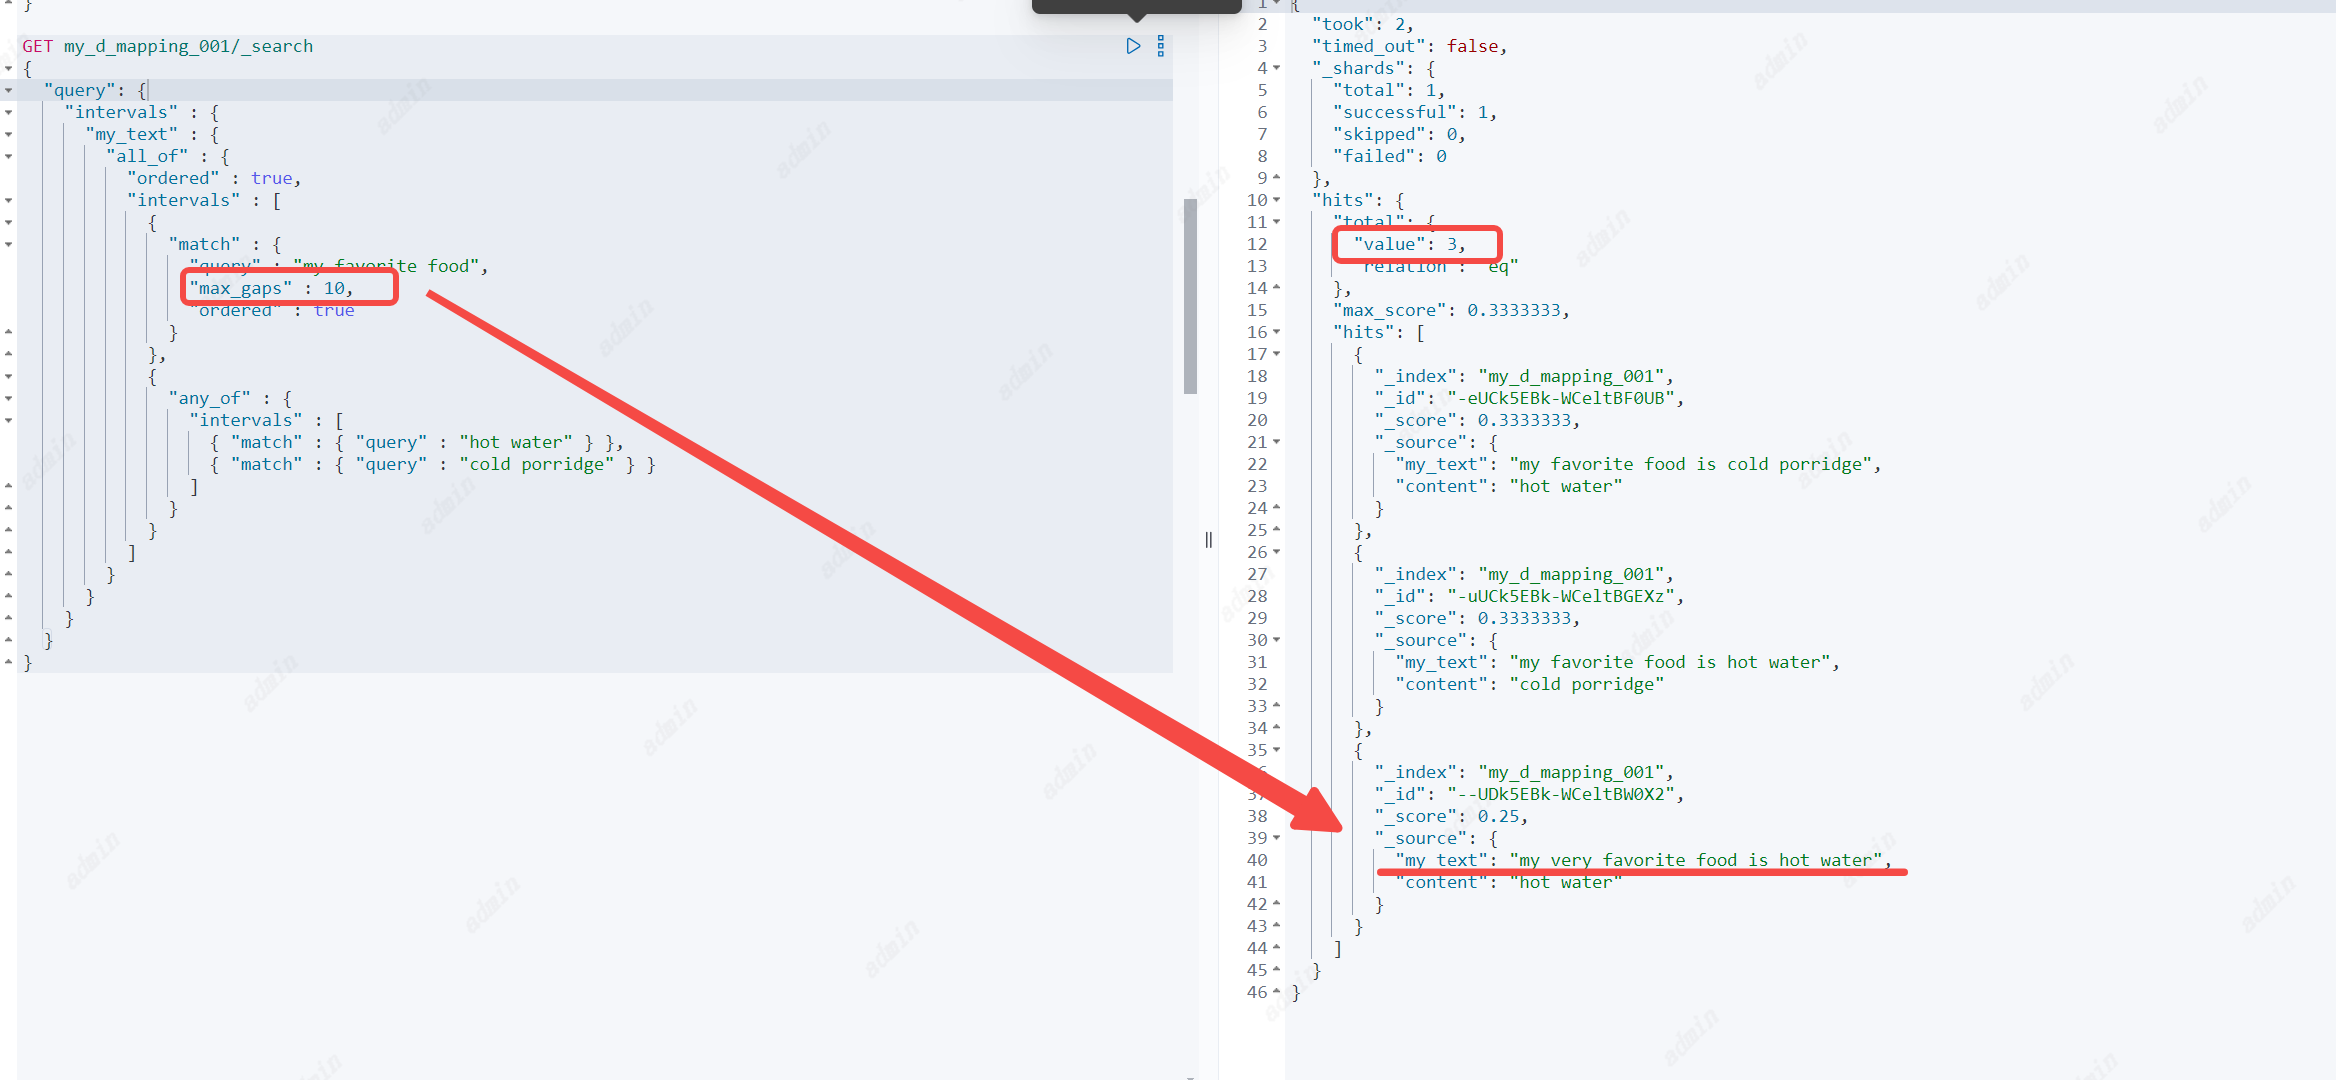 }
GET my_d_mapping_001/_search
{
  "query": {
    "intervals" : {
      "my_text" : {
        "all_of" : {
          "ordered" : true,
          "intervals" : [
            {
              "match" : {
                "query" : "my favorite food",
                "max_gaps" : 10,
                "ordered" : true
              }
            },
            {
              "any_of" : {
                "intervals" : [
                  { "match" : { "query" : "hot water" } },
                  { "match" : { "query" : "cold porridge" } }
                ]
              }
            }
          ]
        }
      }
    }
  }
}
1 {
2   "took": 2,
3   "timed_out": false,
4   "_shards": {
5     "total": 1,
6     "successful": 1,
7     "skipped": 0,
8     "failed": 0
9   },
10   "hits": {
11     "total": {
12       "value": 3,
13       "relation": "eq"
14     },
15     "max_score": 0.3333333,
16     "hits": [
17       {
18         "_index": "my_d_mapping_001",
19         "_id": "-eUCk5EBk-WCeltBF0UB",
20         "_score": 0.3333333,
21         "_source": {
22           "my_text": "my favorite food is cold porridge",
23           "content": "hot water"
24         }
25       },
26       {
27         "_index": "my_d_mapping_001",
28         "_id": "-uUCk5EBk-WCeltBGEXz",
29         "_score": 0.3333333,
30         "_source": {
31           "my_text": "my favorite food is hot water",
32           "content": "cold porridge"
33         }
34       },
35       {
36         "_index": "my_d_mapping_001",
37         "_id": "--UDk5EBk-WCeltBW0X2",
38         "_score": 0.25,
39         "_source": {
40           "my_text": "my very favorite food is hot water",
41           "content": "hot water"
42         }
43       }
44     ]
45   }
46 }